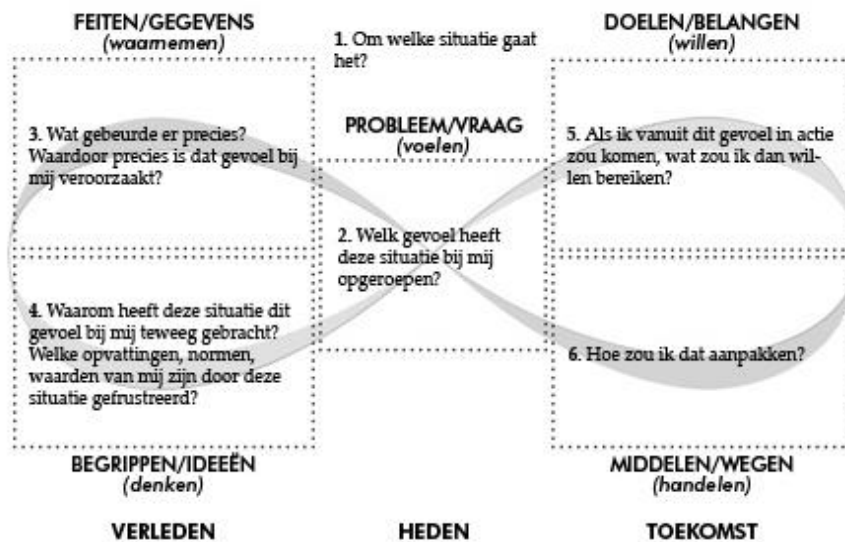 FEITEN/GEGEVENS
(waarnemen)
3. Wat gebeurde er precies?
Waardoor precies is dat gevoel bij
mij veroorzaakt?
4. Waarom heeft deze situatie dit
gevoel bij mij teweeg gebracht?
Welke opvattingen, normen,
waarden van mij zijn door deze
situatie gefrustreerd?
BEGRIPPEN/IDEEËN
(denken)
VERLEDEN
1. Om welke situatie gaat
het?
PROBLEEM/VRAAG
(voelen)
2. Welk gevoel heeft
deze situatie bij mij
opgeroepen?
HEDEN
DOELEN/BELANGEN
(willen)
5. Als ik vanuit dit gevoel in actie
zou komen, wat zou ik dan wil-
len bereiken?
6. Hoe zou ik dat aanpakken?
MIDDELEN/WEGEN
(handelen)
TOEKOMST